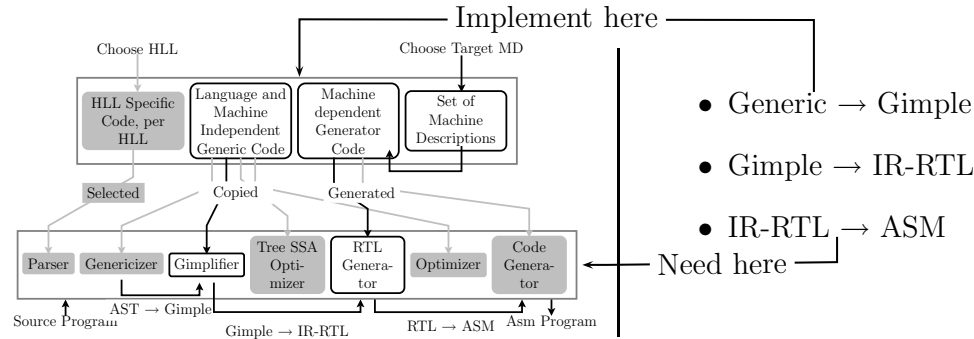 Implement here
Choose HLL
Choose Target MD
HLL Specific
Code, per
HLL
Language and
Machine
Independent
Generic Code
Machine
dependent
Generator
Code
Set of
Machine
Descriptions
• Generic → Gimple
• Gimple → IR-RTL
• IR-RTL → ASM
Selected
Copied
Generated
Parser
Genericizer
Gimplifier
Tree SSA
Opti-
mizer
RTL
Genera-
tor
Optimizer
Code
Genera-
tor
Need here
AST → Gimple
Source Program
Gimple → IR-RTL
RTL → ASM
Asm Program